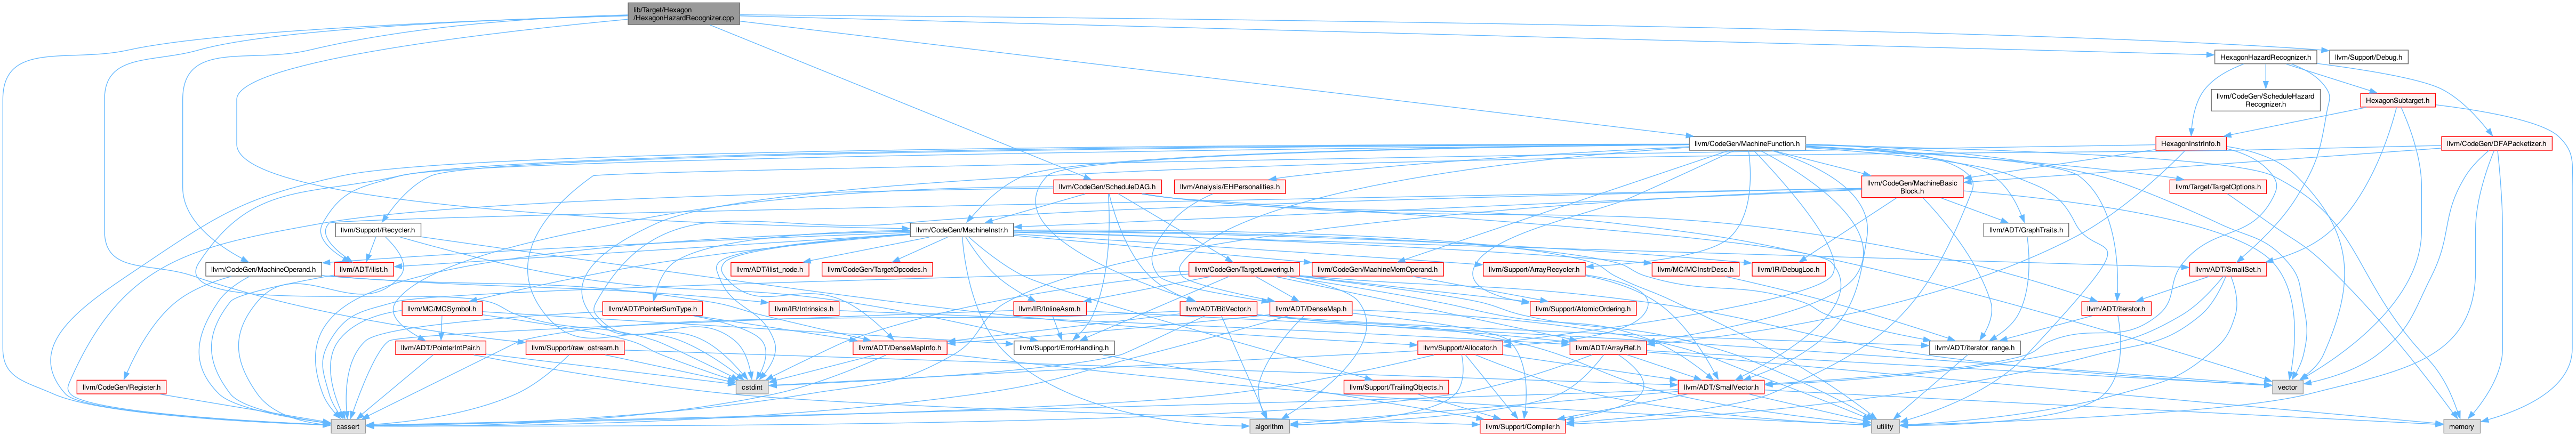 lib/Target/Hexagon
/HexagonHazardRecognizer.cpp
HexagonHazardRecognizer.h
llvm/Support/Debug.h
llvm/CodeGen/ScheduleHazard
Recognizer.h
HexagonSubtarget.h
llvm/CodeGen/MachineFunction.h
HexagonInstrInfo.h
llvm/CodeGen/DFAPacketizer.h
llvm/CodeGen/ScheduleDAG.h
llvm/Analysis/EHPersonalities.h
llvm/CodeGen/MachineBasic
Block.h
llvm/Target/TargetOptions.h
llvm/Support/Recycler.h
llvm/CodeGen/MachineInstr.h
llvm/ADT/GraphTraits.h
llvm/CodeGen/MachineOperand.h
llvm/ADT/ilist.h
llvm/ADT/ilist_node.h
llvm/CodeGen/TargetOpcodes.h
llvm/CodeGen/TargetLowering.h
llvm/CodeGen/MachineMemOperand.h
llvm/Support/ArrayRecycler.h
llvm/MC/MCInstrDesc.h
llvm/IR/DebugLoc.h
llvm/ADT/SmallSet.h
llvm/MC/MCSymbol.h
llvm/ADT/PointerSumType.h
llvm/IR/Intrinsics.h
llvm/IR/InlineAsm.h
llvm/ADT/BitVector.h
llvm/ADT/DenseMap.h
llvm/Support/AtomicOrdering.h
llvm/ADT/iterator.h
llvm/ADT/PointerIntPair.h
llvm/Support/raw_ostream.h
llvm/ADT/DenseMapInfo.h
llvm/Support/ErrorHandling.h
llvm/Support/Allocator.h
llvm/ADT/ArrayRef.h
llvm/ADT/iterator_range.h
llvm/CodeGen/Register.h
cstdint
llvm/Support/TrailingObjects.h
llvm/ADT/SmallVector.h
vector
cassert
algorithm
llvm/Support/Compiler.h
utility
memory